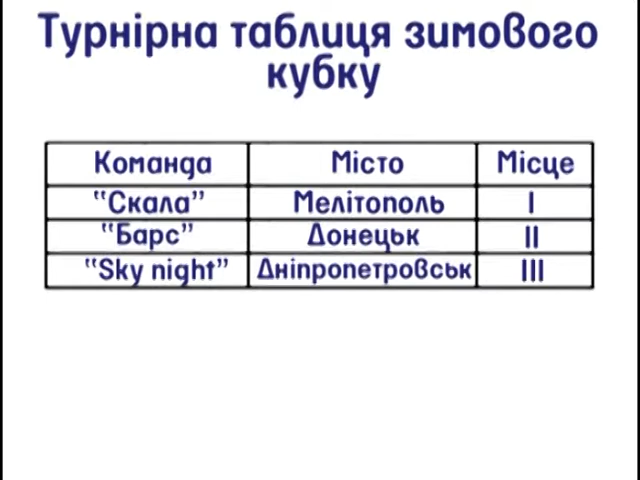 Турнірна таблиця зимового
кубку
Команда Місто Місце
"Скала” Мелітополь I
"Барс” Донецьк II
"Sky night” Дніпропетровськ III